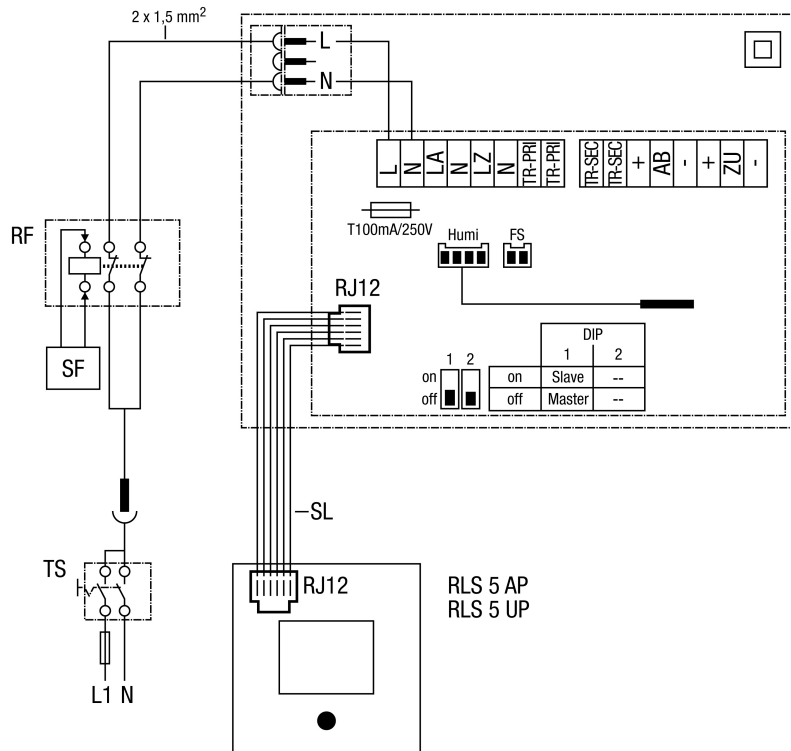 2 x 1,5 mm²
L
N
L
N
LA
N
LZ
N
TR-PRI
TR-PRI
TR-SEC
TR-SEC
+
AB
-
+
ZU
-
T100mA/250V
Humi
FS
RF
SF
RJ12
DIP
1 2
1 2
on
off
on Slave --
off Master --
SL
TS
RJ12
RLS 5 AP
RLS 5 UP
L1 N